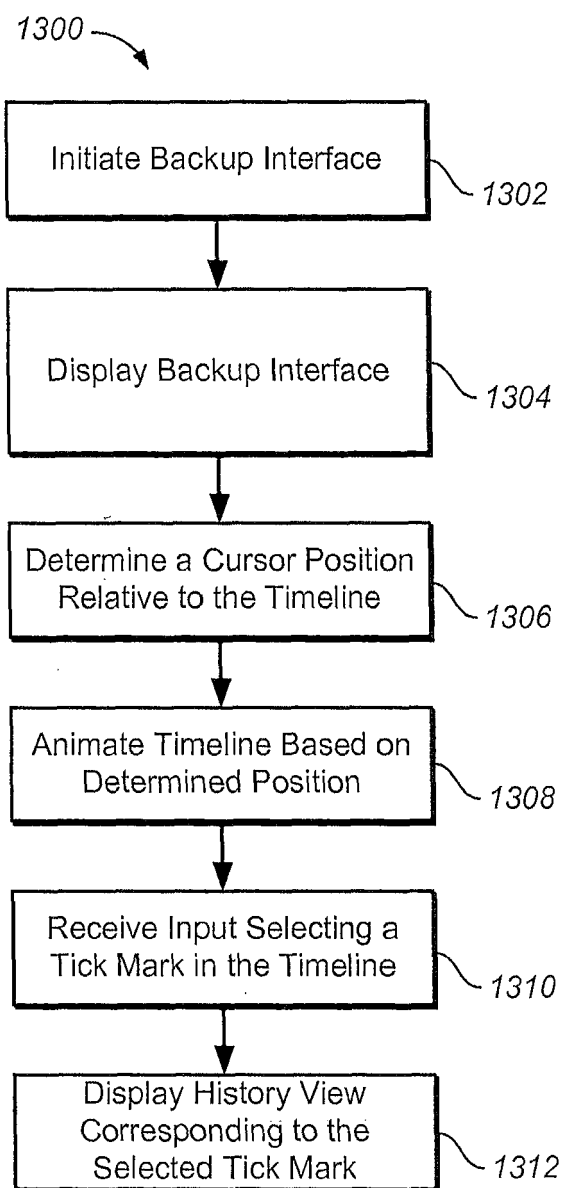 1300
Initiate Backup Interface
1302
Display Backup Interface
1304
Determine a Cursor Position
Relative to the Timeline
1306
Animate Timeline Based on
Determined Position
1308
Receive Input Selecting a
Tick Mark in the Timeline
1310
Display History View
Corresponding to the
Selected Tick Mark
1312